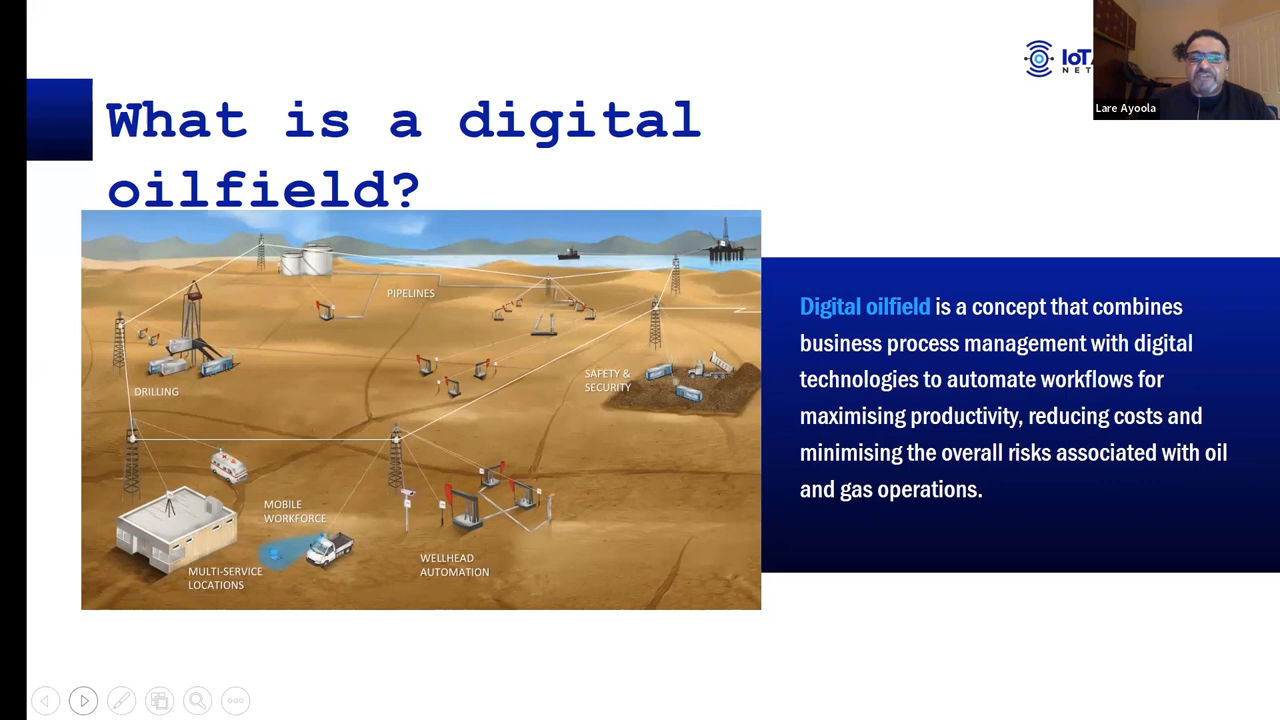 What is a digital
oilfield?
IoT
NET
Lare Ayoola
PIPELINES
DRILLING
SAFETY &
SECURITY
MOBILE
WORKFORCE
MULTI-SERVICE
LOCATIONS
WELLHEAD
AUTOMATION
Digital oilfield is a concept that combines
business process management with digital
technologies to automate workflows for
maximising productivity, reducing costs and
minimising the overall risks associated with oil
and gas operations.